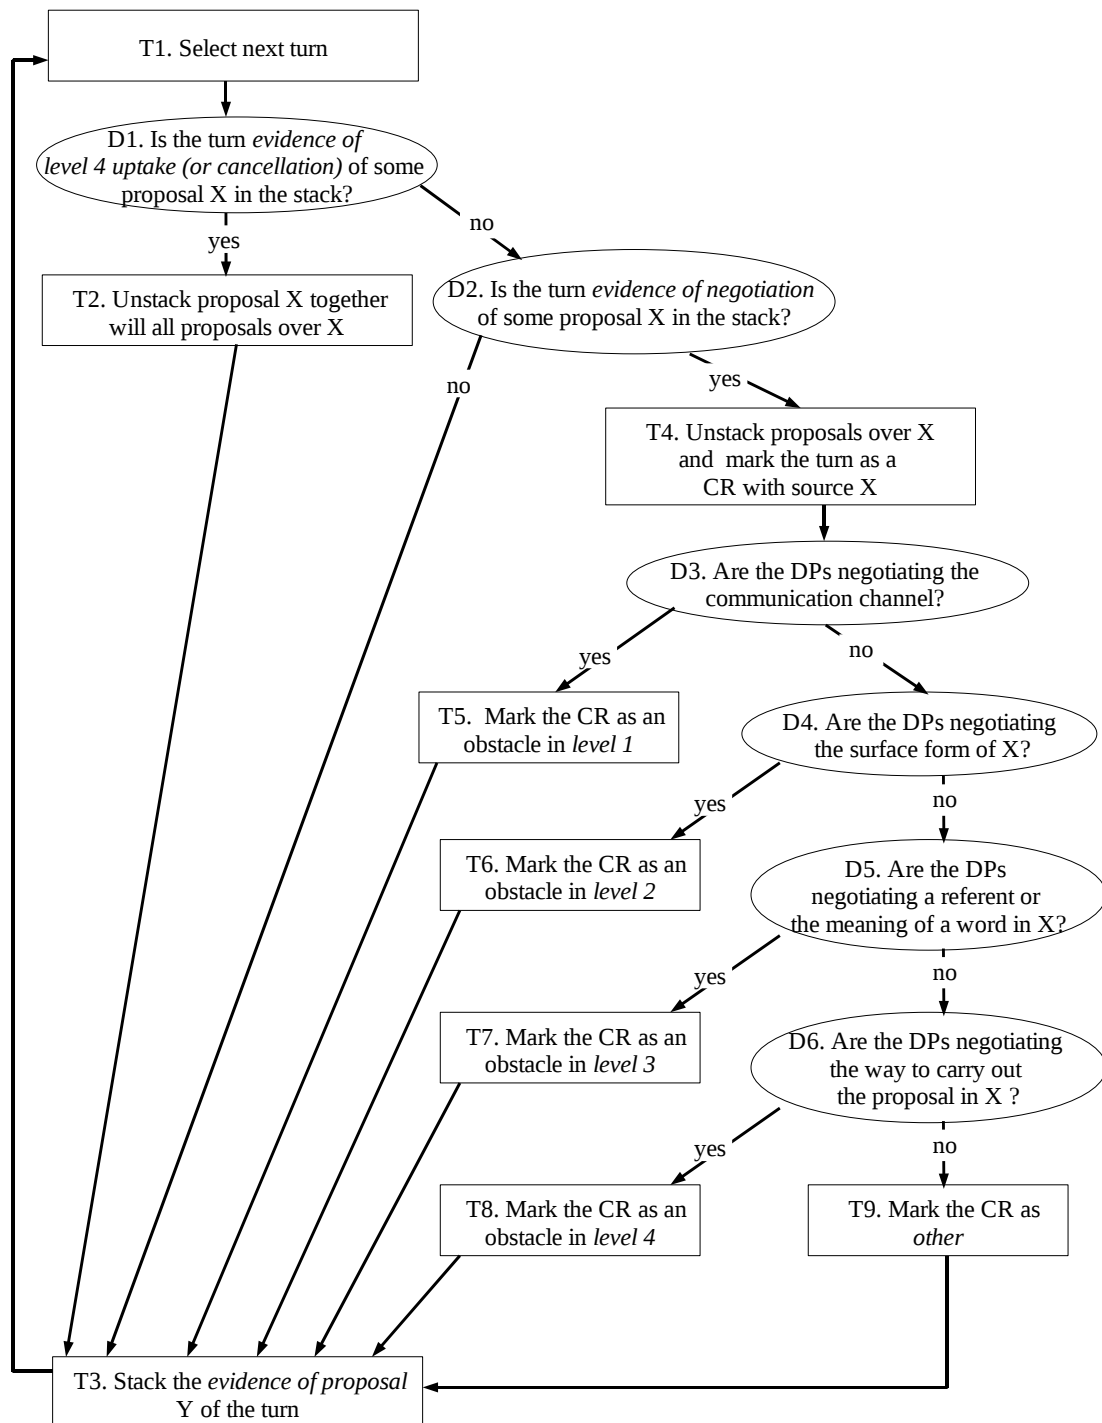 T1. Select next turn
D1. Is the turn evidence of
level 4 uptake (or cancellation) of some
proposal X in the stack?
no
yes
T2. Unstack proposal X together
will all proposals over X
D2. Is the turn evidence of negotiation
of some proposal X in the stack?
no
yes
T4. Unstack proposals over X
and mark the turn as a
CR with source X
D3. Are the DPs negotiating the
communication channel?
yes
no
T5. Mark the CR as an
obstacle in level 1
D4. Are the DPs negotiating
the surface form of X?
yes
no
T6. Mark the CR as an
obstacle in level 2
D5. Are the DPs
negotiating a referent or
the meaning of a word in X?
yes
no
T7. Mark the CR as an
obstacle in level 3
D6. Are the DPs negotiating
the way to carry out
the proposal in X ?
yes
no
T8. Mark the CR as an
obstacle in level 4
T9. Mark the CR as
other
T3. Stack the evidence of proposal
Y of the turn